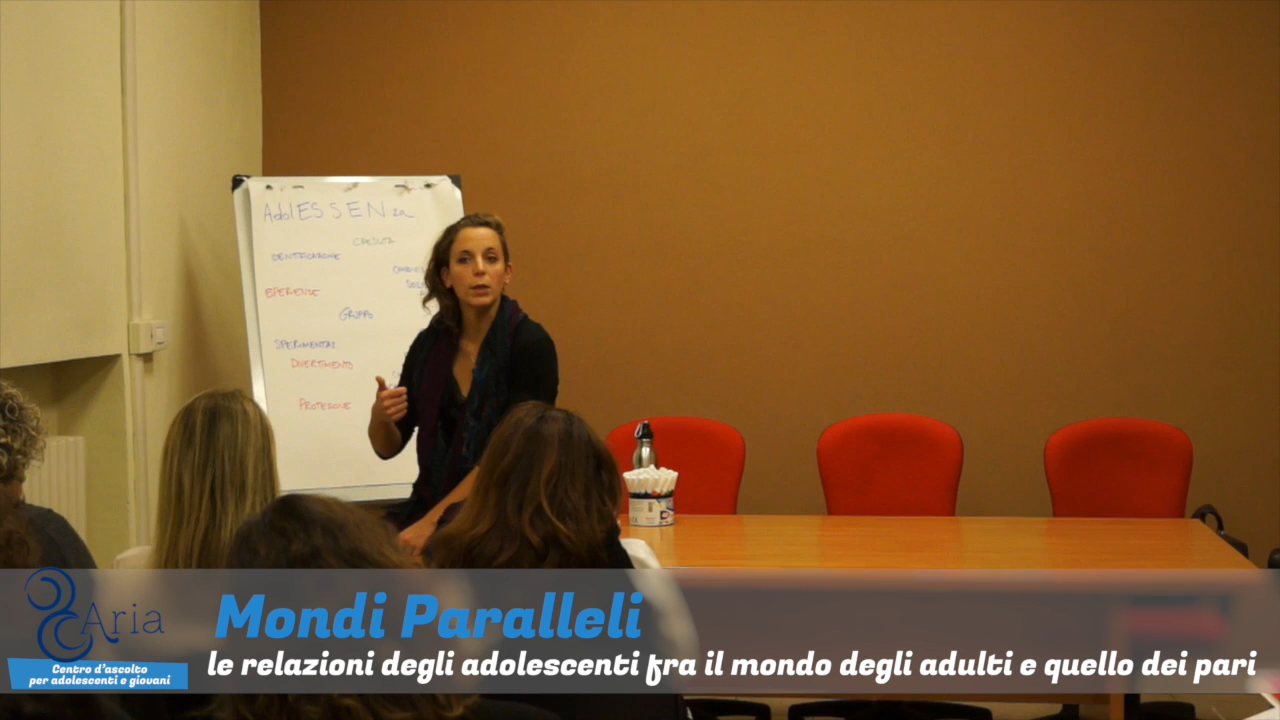 AdolESSENza
CRESCITA
IDENTIFICAZIONE
ESPERIENZE
GRUPPO
SPERIMENTAZ
DIVERTIMENTO
PROTEZIONE
Aria
Centro d'ascolto
per adolescenti e giovani
Mondi Paralleli
le relazioni degli adolescenti fra il mondo degli adulti e quello dei pari